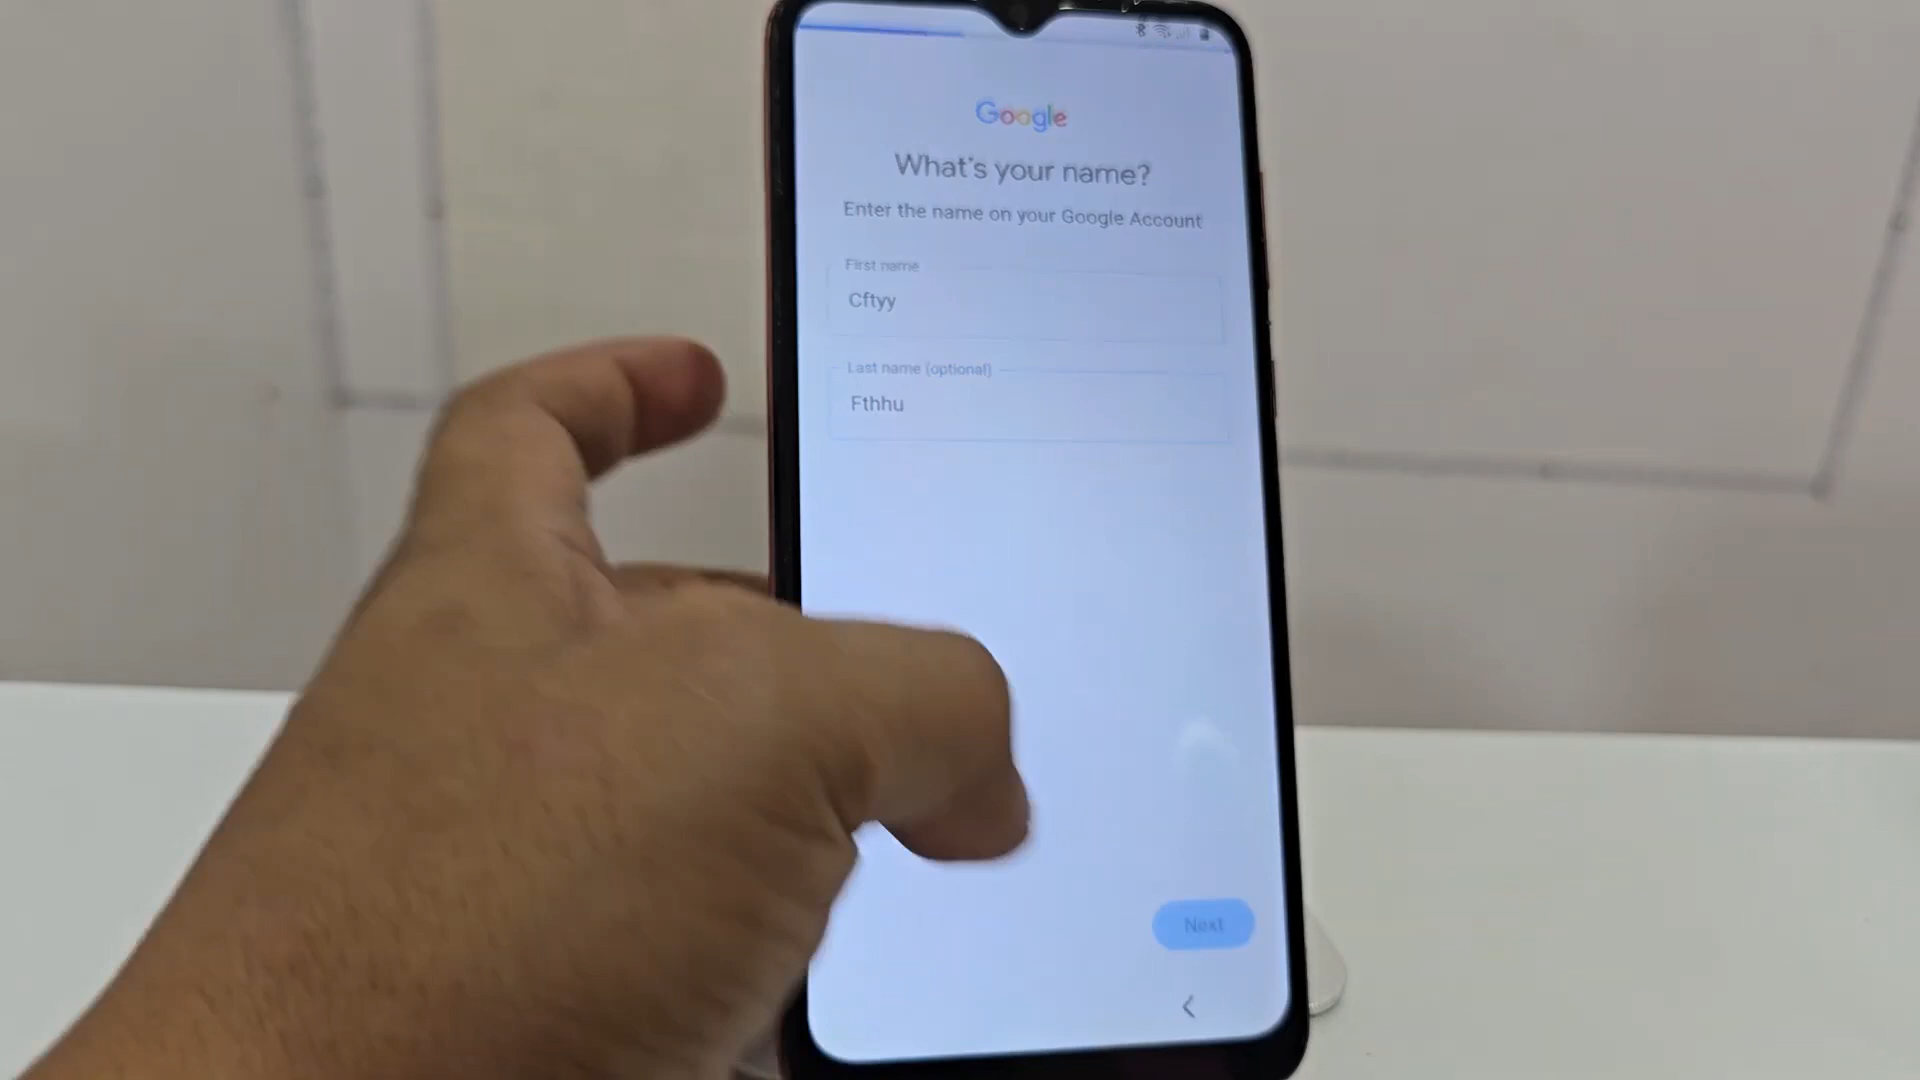 Google
What's your name?
Enter the name on your Google Account
First name
Cftyy
Last name (optional)
Fthhu
Next